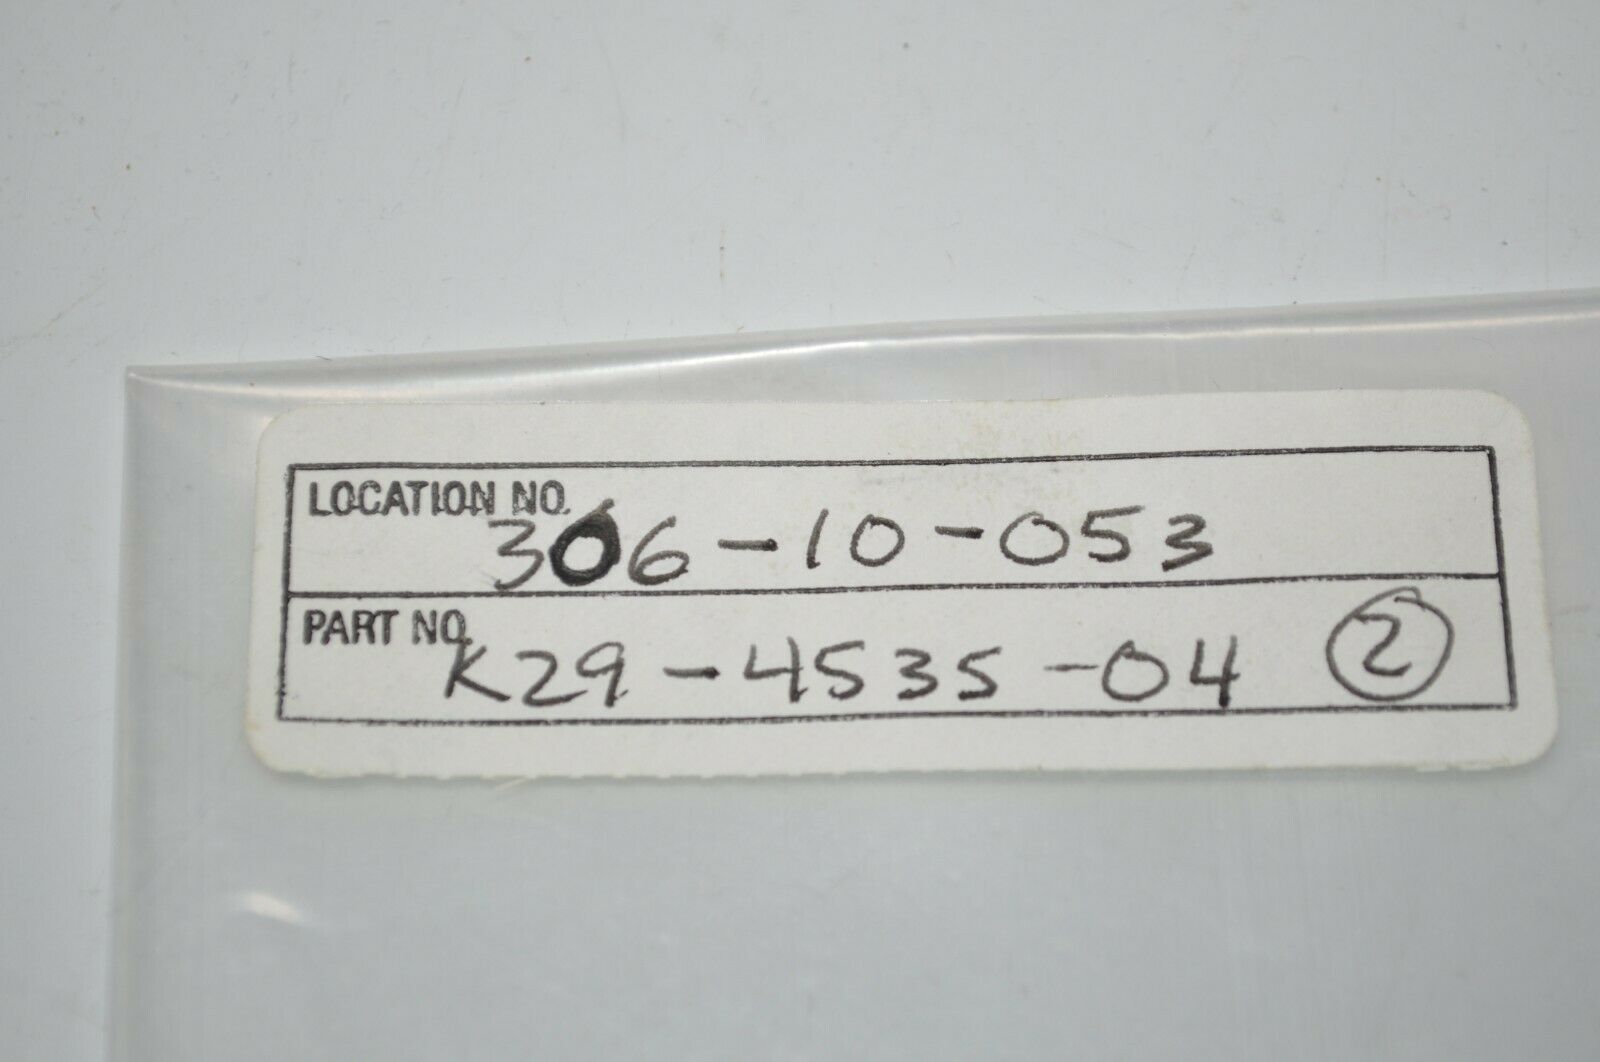 LOCATION NO.
306-10-053
PART NO.
K29-4535-04 2